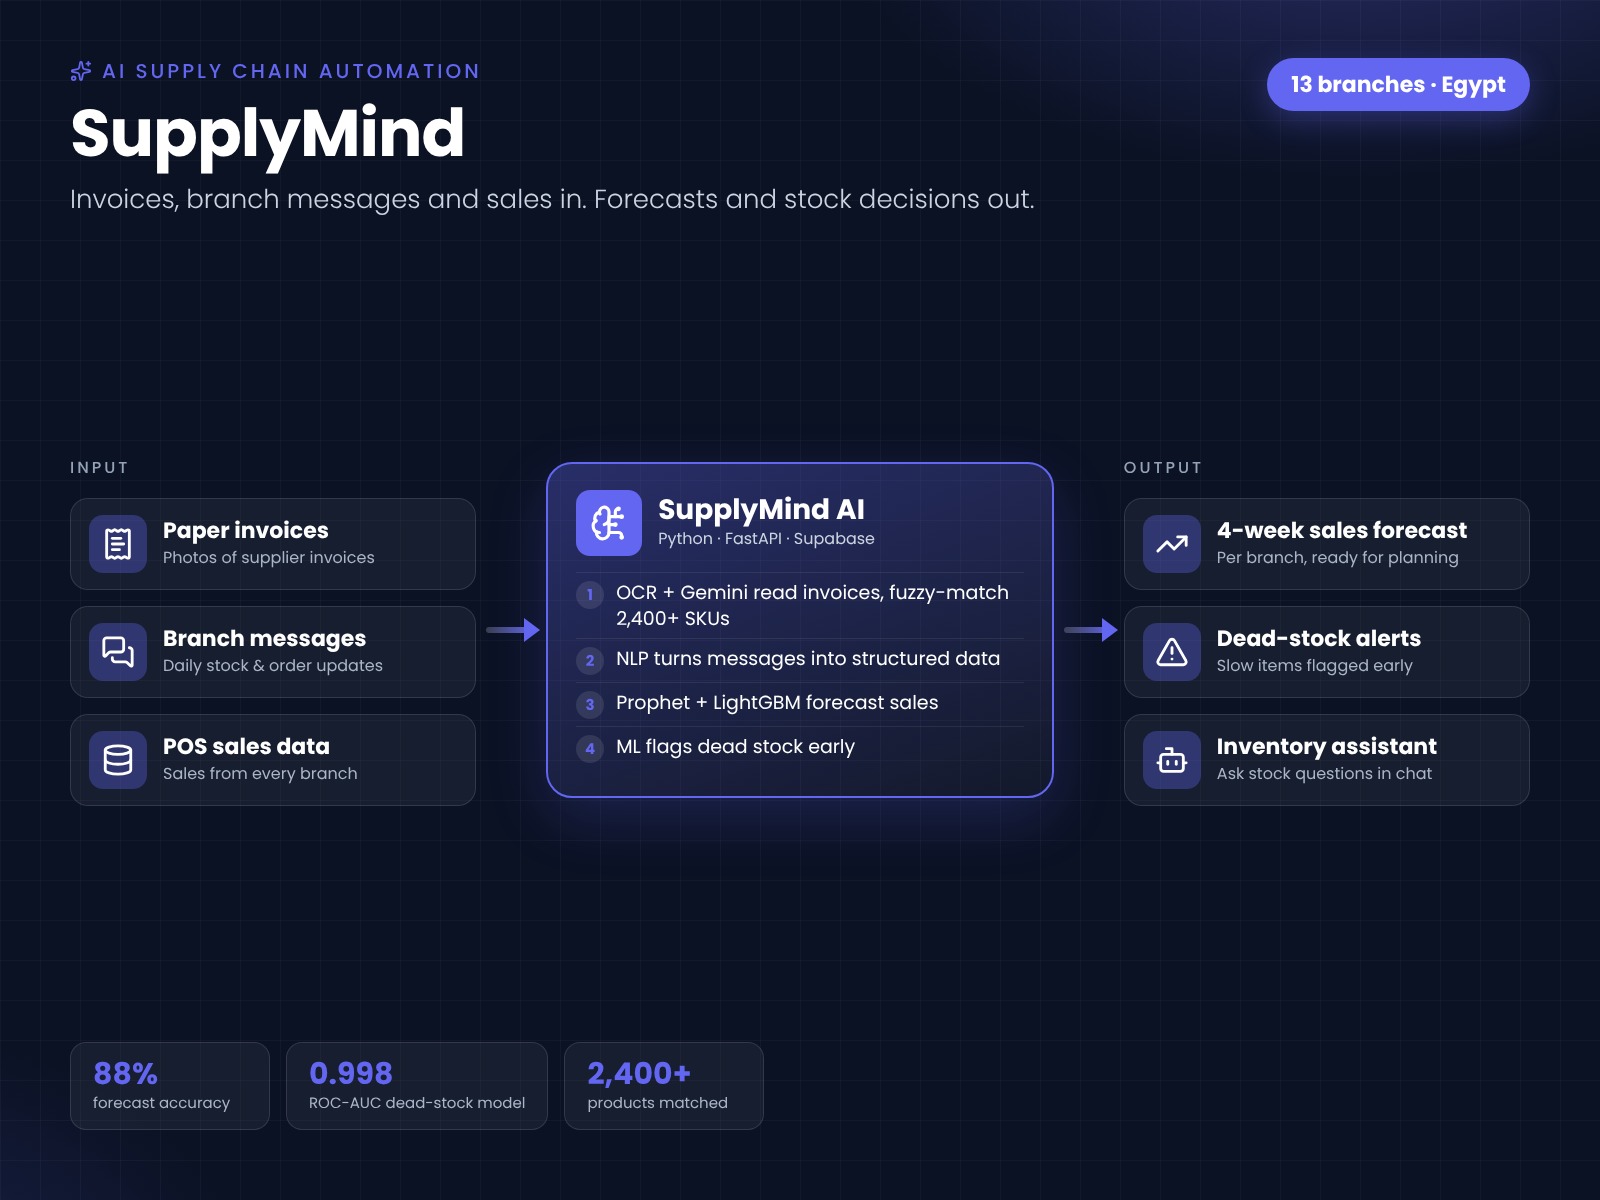 AI SUPPLY CHAIN AUTOMATION
SupplyMind
Invoices, branch messages and sales in. Forecasts and stock decisions out.
13 branches · Egypt
INPUT
Paper invoices
Photos of supplier invoices
Branch messages
Daily stock & order updates
POS sales data
Sales from every branch
SupplyMind AI
Python · FastAPI · Supabase
1 OCR + Gemini read invoices, fuzzy-match
2,400+ SKUs
2 NLP turns messages into structured data
3 Prophet + LightGBM forecast sales
4 ML flags dead stock early
OUTPUT
4-week sales forecast
Per branch, ready for planning
Dead-stock alerts
Slow items flagged early
Inventory assistant
Ask stock questions in chat
88%
forecast accuracy
0.998
ROC-AUC dead-stock model
2,400+
products matched